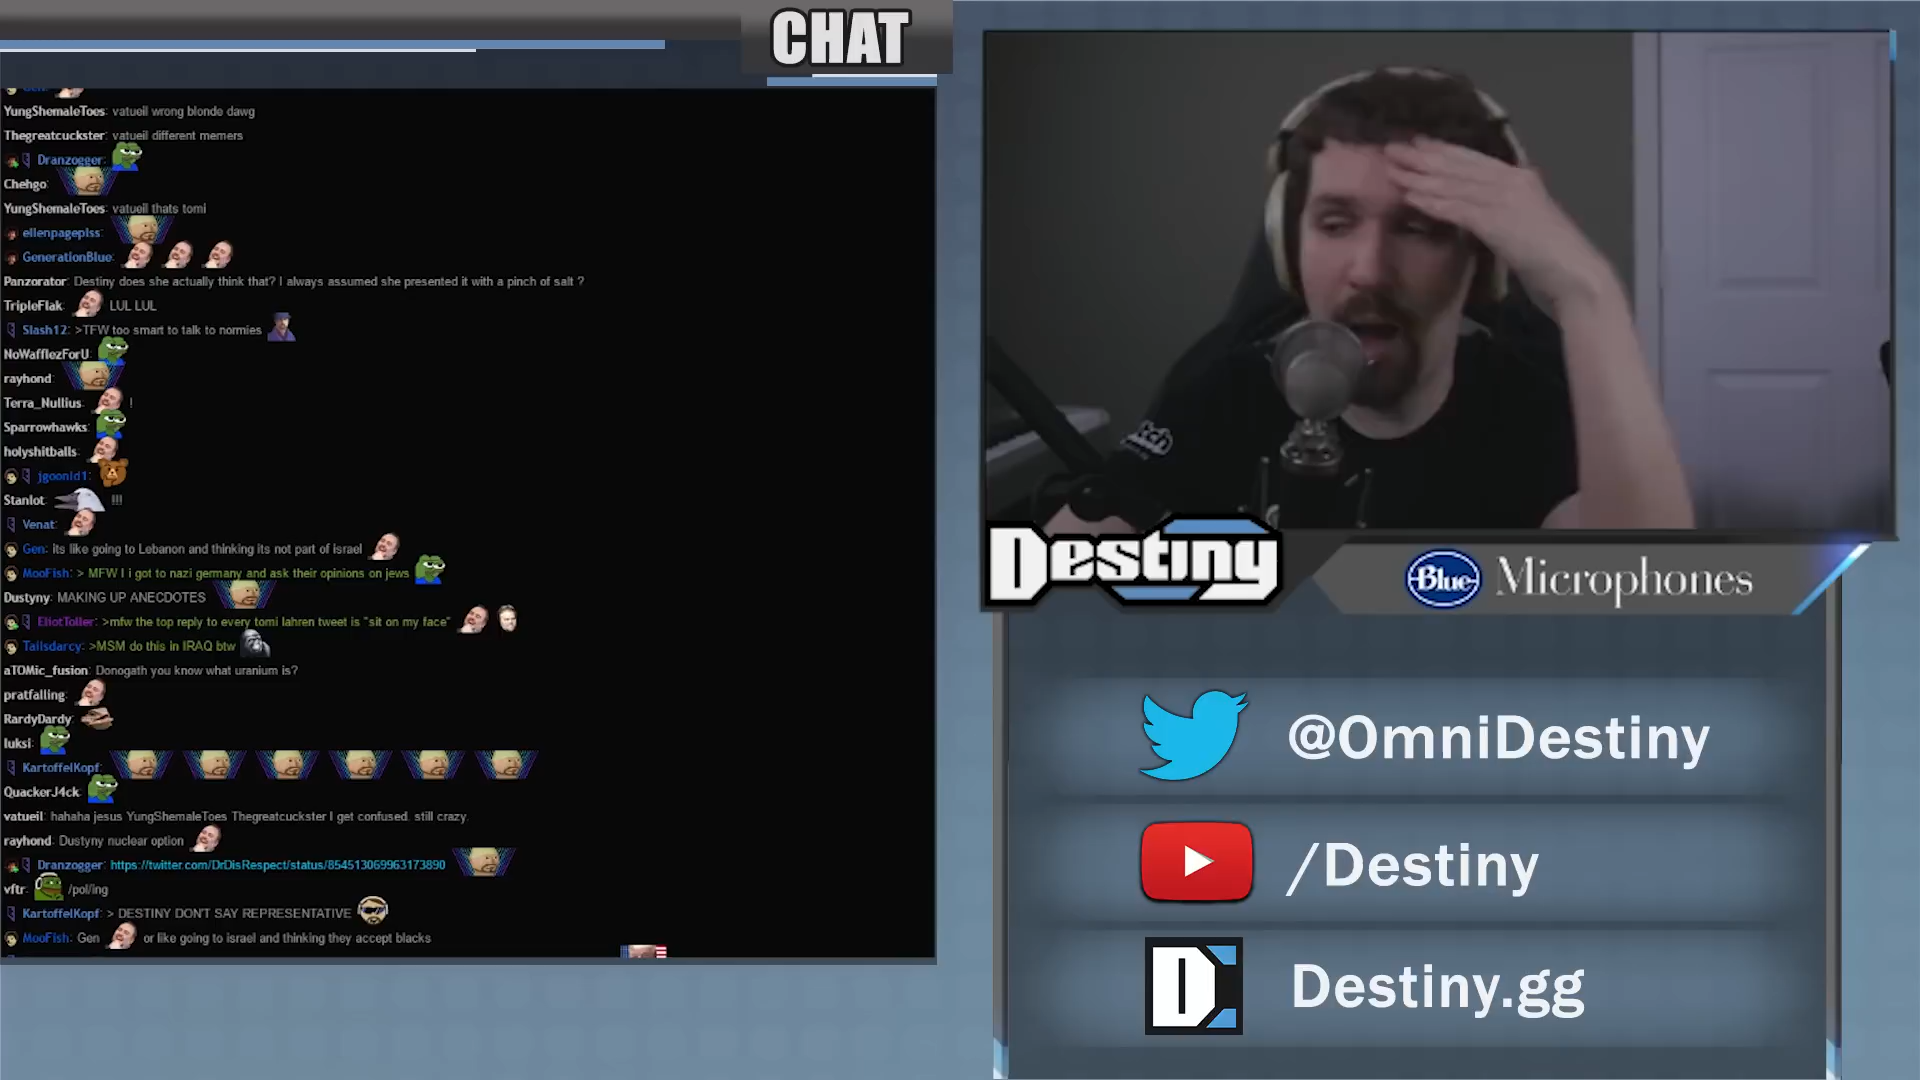 CHAT
YungShemaleToes: vatueil wrong blonde dawg
Thegreatcuckster: vatueil different memers
Dranzogger:
Chehgo:
YungShemaleToes: vatueil thats tomi
ellenpagepiss:
GenerationBlue:
Panzorator: Destiny does she actually think that? I always assumed she presented it with a pinch of salt ?
TripleFlak: LUL LUL
Slash12: >TFW too smart to talk to normies
NoWafflezForU:
rayhond:
Terra_Nullius: !
Sparrowhawks:
holyshitballs:
jgoonld1:
Stanlot: !!!
Venat:
Gen: its like going to Lebanon and thinking its not part of israel
MooFish: > MFW I i got to nazi germany and ask their opinions on jews
Dustyny: MAKING UP ANECDOTES
EliotToller: >mfw the top reply to every tomi lahren tweet is "sit on my face"
Tailsdarcy: >MSM do this in IRAQ btw
aTOMic_fusion: Donogath you know what uranium is?
pratfalling:
RardyDardy:
luksi:
KartoffelKopf:
QuackerJ4ck:
vatueil: hahaha jesus YungShemaleToes Thegreatcuckster I get confused. still crazy.
rayhond: Dustyny nuclear option
Dranzogger: https://twitter.com/DrDisRespect/status/854513069963173890
vftr: /pol/ing
KartoffelKopf: > DESTINY DON'T SAY REPRESENTATIVE
MooFish: Gen or like going to israel and thinking they accept blacks
tch
Destiny
Blue Microphones
@OmniDestiny
/Destiny
D Destiny.gg